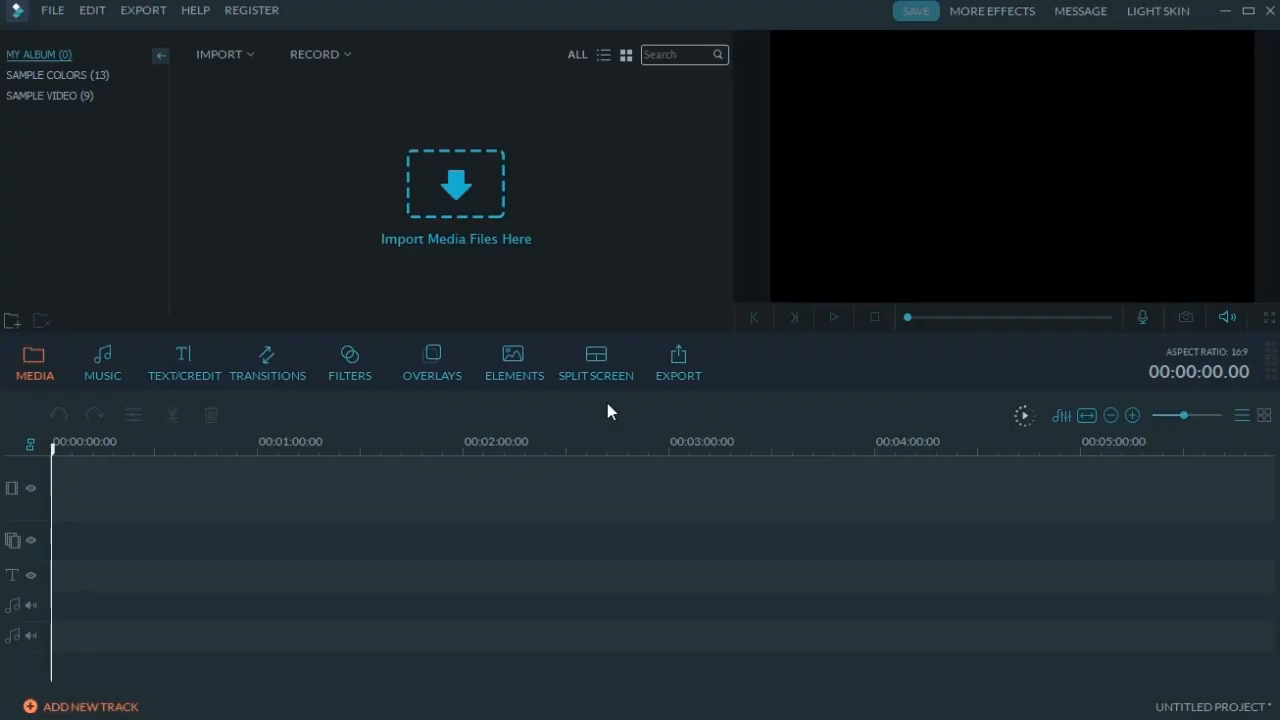 FILE EDIT EXPORT HELP REGISTER SAVE MORE EFFECTS MESSAGE LIGHT SKIN
MY ALBUM (0) IMPORT RECORD ALL Search
SAMPLE COLORS (13)
SAMPLE VIDEO (9)
Import Media Files Here
MEDIA MUSIC TEXT/CREDIT TRANSITIONS FILTERS OVERLAYS ELEMENTS SPLIT SCREEN EXPORT
ASPECT RATIO: 16:9
00:00:00.00
00:00:00:00 00:01:00:00 00:02:00:00 00:03:00:00 00:04:00:00 00:05:00:00
ADD NEW TRACK UNTITLED PROJECT *